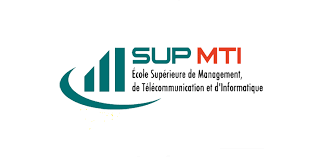 SUP MTI
École Supérieure de Management,
de Télécommunication et d'Informatique